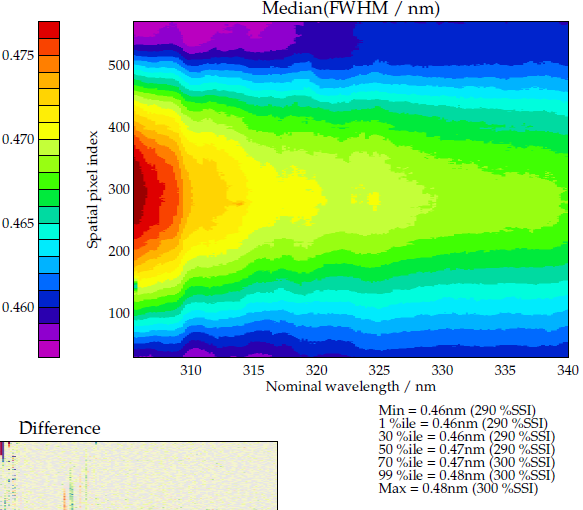 Median(FWHM / nm)
0.475
0.470
0.465
0.460
Spatial pixel index
500
400
300
200
100
310
315
320
325
330
335
340
Nominal wavelength / nm
Min = 0.46nm (290 %SSI)
1 %ile = 0.46nm (290 %SSI)
30 %ile = 0.46nm (290 %SSI)
50 %ile = 0.47nm (290 %SSI)
70 %ile = 0.47nm (300 %SSI)
99 %ile = 0.48nm (300 %SSI)
Max = 0.48nm (300 %SSI)
Difference